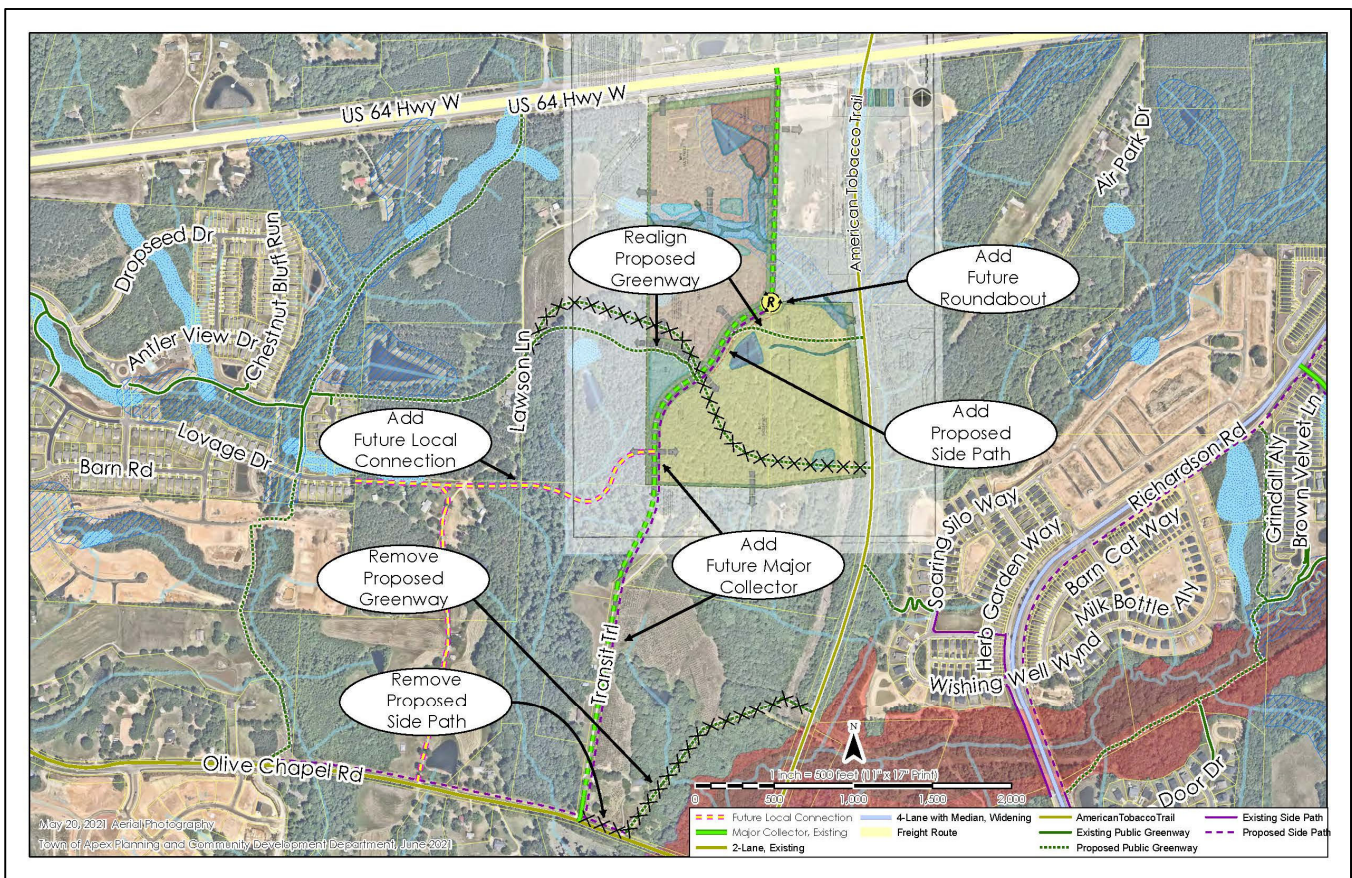 US 64 Hwy W
US 64 Hwy W
American Tobacco Trail
Air Park Dr
Dropseed Dr
Chestnut Bluff Run
Antler View Dr
Realign
Proposed
Greenway
Add
Future
Roundabout
R
Lawson Ln
Add
Future Local
Connection
Add
Proposed
Side Path
Lovage Dr
Barn Rd
Richardson Rd
Grindall Aly
Brown Velvet Ln
Soaring Silo Way
Herb Garden Way
Barn Cat Way
Milk Bottle Aly
Wishing Well Wynd
Remove
Proposed
Greenway
Add
Future Major
Collector
Transit Trl
Remove
Proposed
Side Path
Olive Chapel Rd
Door Dr
N
1 inch = 500 feet (11" x 17" Print)
0 500 1,000 1,500 2,000
May 20, 2021 Aerial Photography
Town of Apex Planning and Community Development Department, June 2021
Future Local Connection
Major Collector, Existing
2-Lane, Existing
4-Lane with Median, Widening
Freight Route
AmericanTobaccoTrail
Existing Public Greenway
Proposed Public Greenway
Existing Side Path
Proposed Side Path